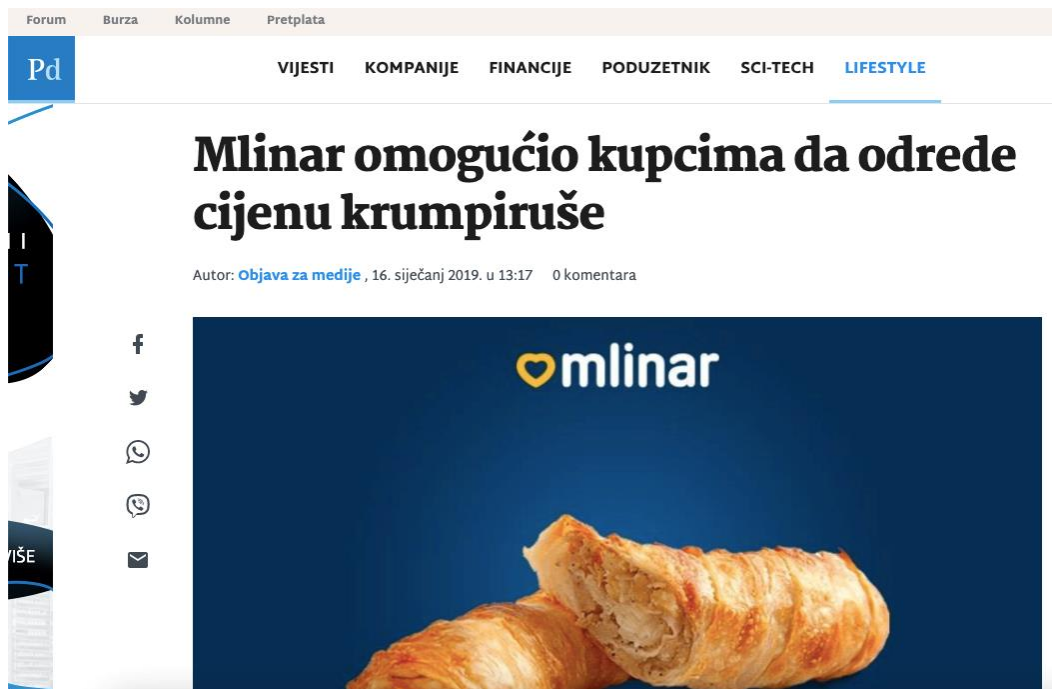 Forum Burza Kolumne Pretplata
Pd VIJESTI KOMPANIJE FINANCIJE PODUZETNIK SCI-TECH LIFESTYLE
Mlinar omogućio kupcima da odrede
cijenu krumpiruše
Autor: Objava za medije , 16. siječanj 2019. u 13:17 0 komentara
mlinar